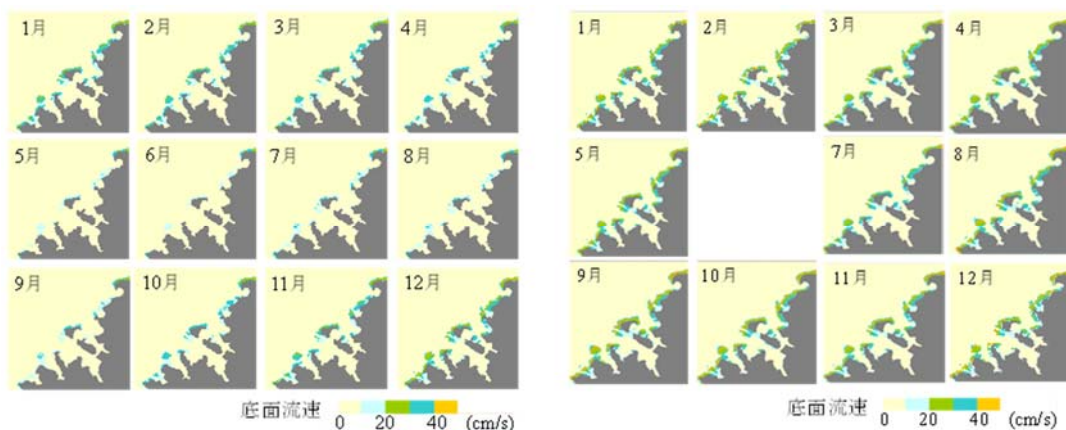 1月 2月 3月 4月
5月 6月 7月 8月
9月 10月 11月 12月
底面流速 0 20 40 (cm/s)
1月 2月 3月 4月
5月 7月 8月
9月 10月 11月 12月
底面流速 0 20 40 (cm/s)